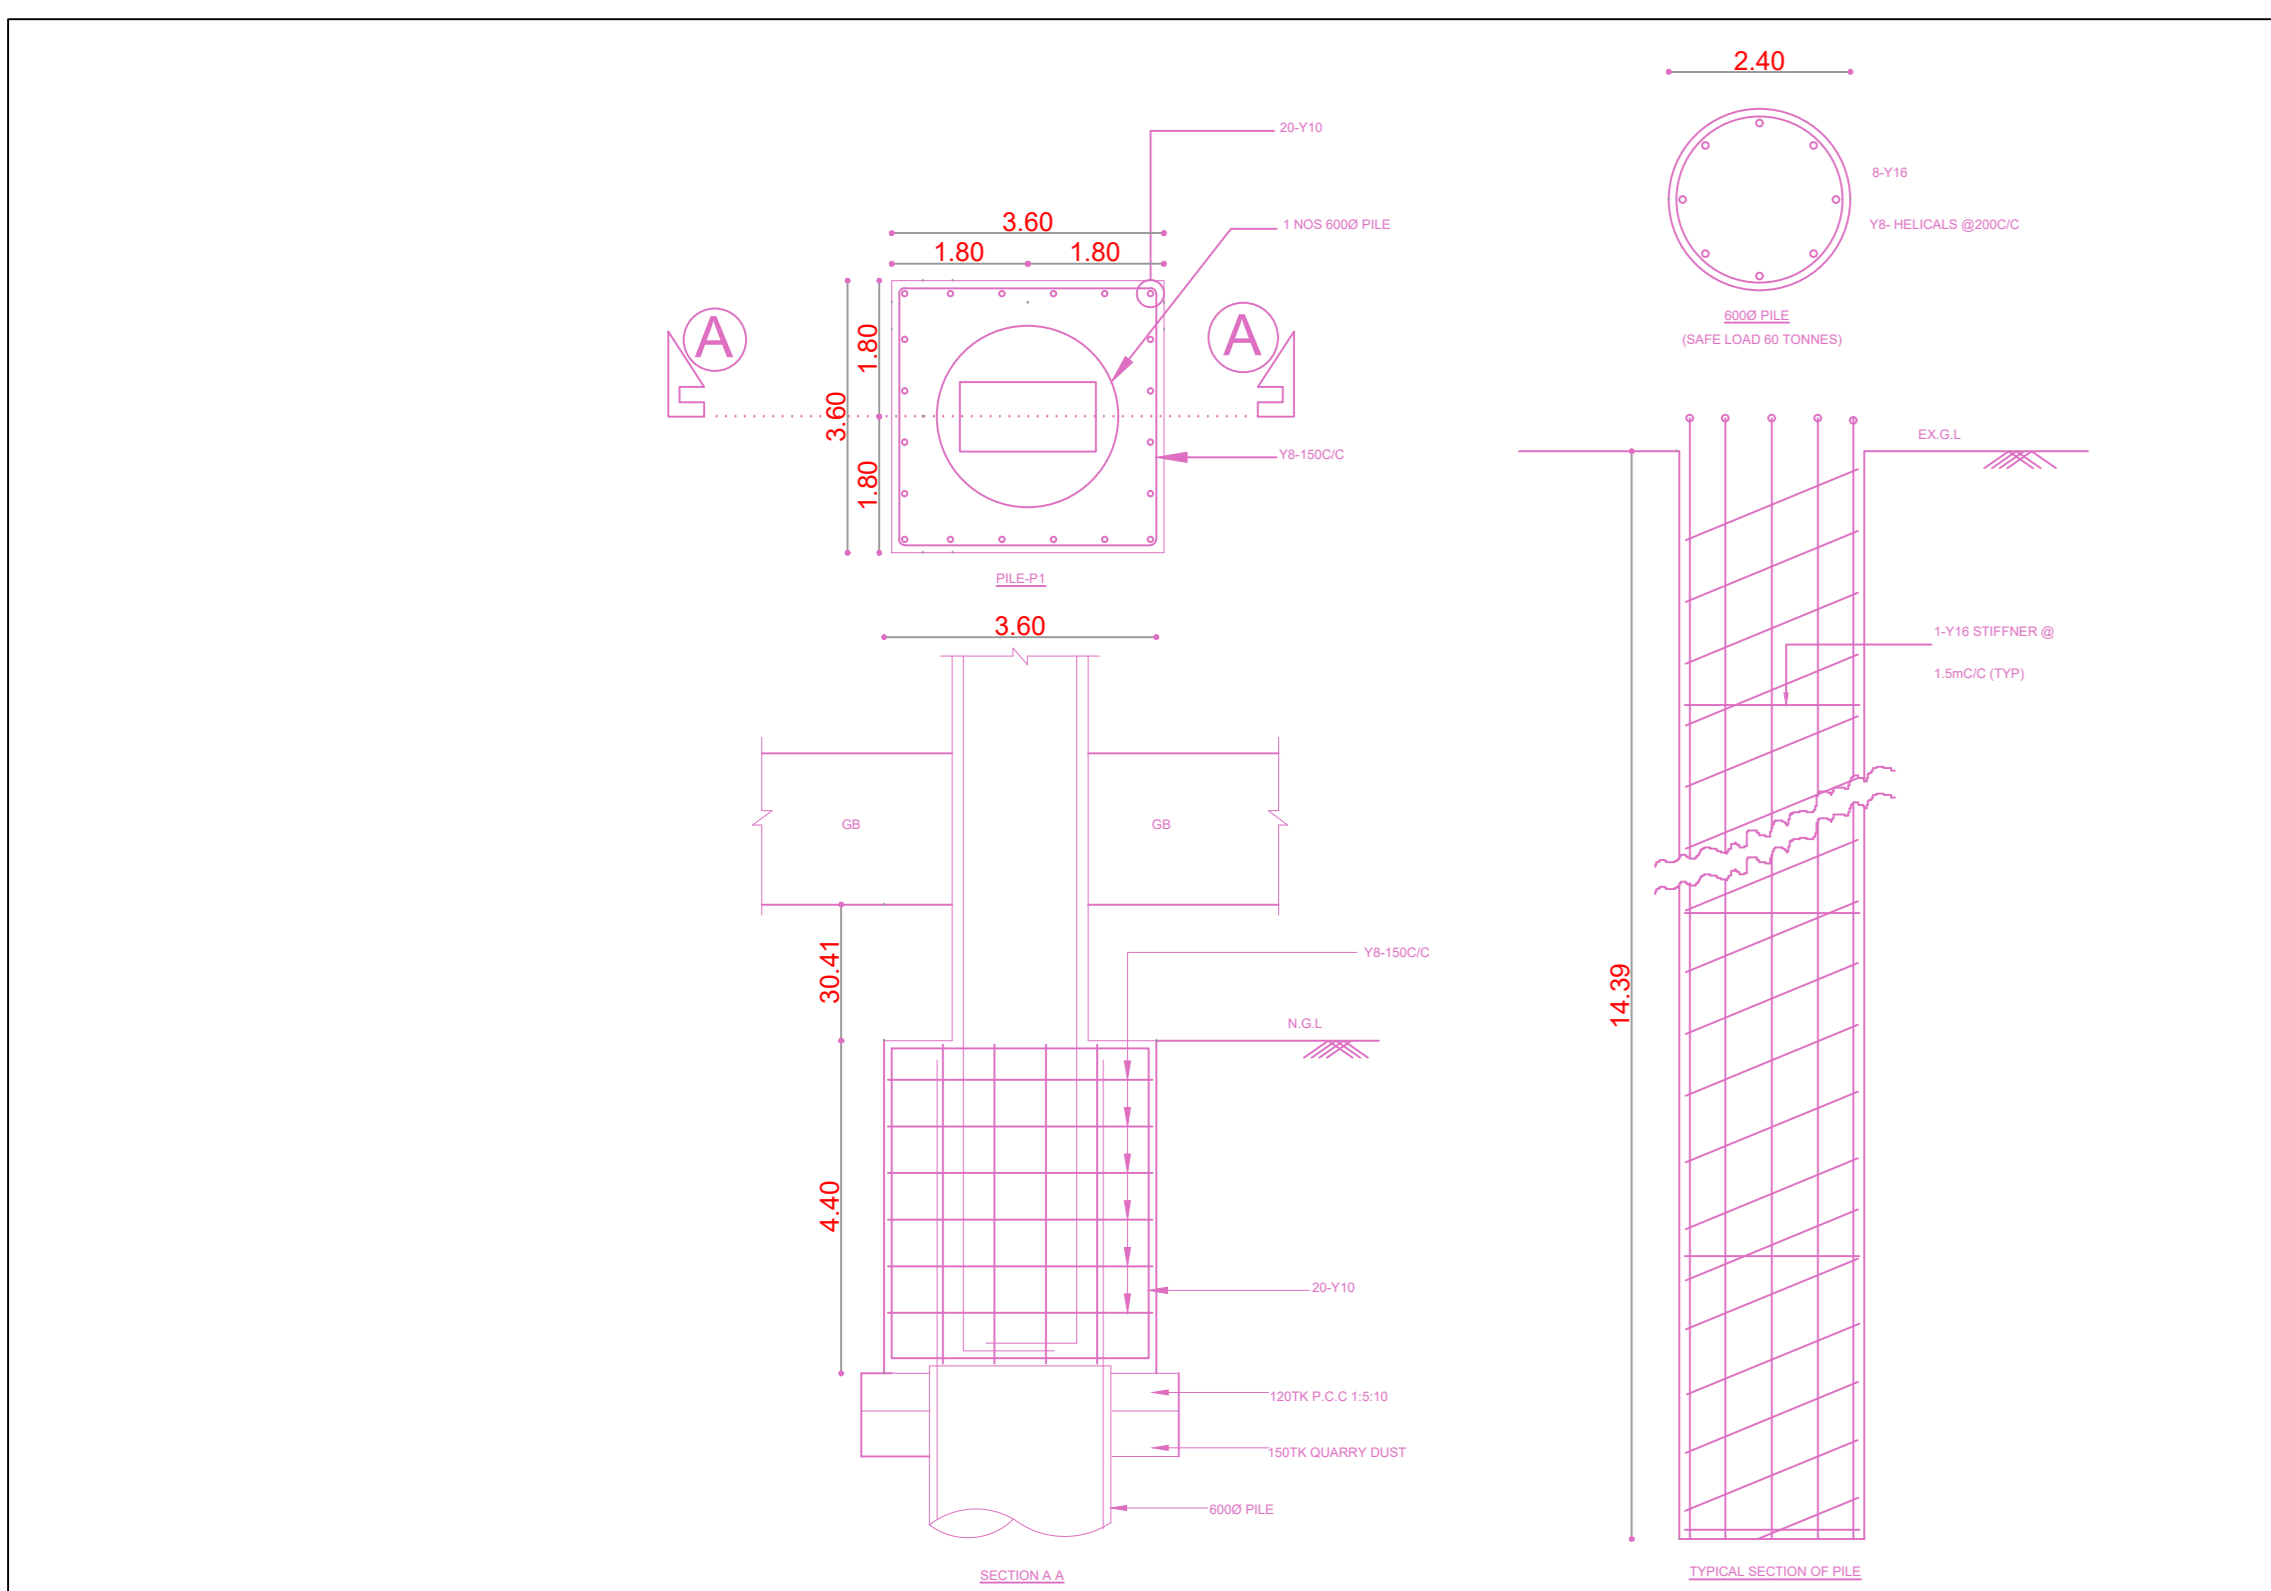 2.40
20-Y10
8-Y16
3.60
1 NOS 600Ø PILE
Y8- HELICALS @200C/C
1.80
1.80
600Ø PILE
(SAFE LOAD 60 TONNES)
A
A
1.80
3.60
1.80
Y8-150C/C
PILE-P1
EX.G.L
3.60
1-Y16 STIFFNER @
1.5mC/C (TYP)
GB
GB
30.41
Y8-150C/C
N.G.L
14.39
4.40
20-Y10
120TK P.C.C 1:5:10
150TK QUARRY DUST
600Ø PILE
SECTION A A
TYPICAL SECTION OF PILE